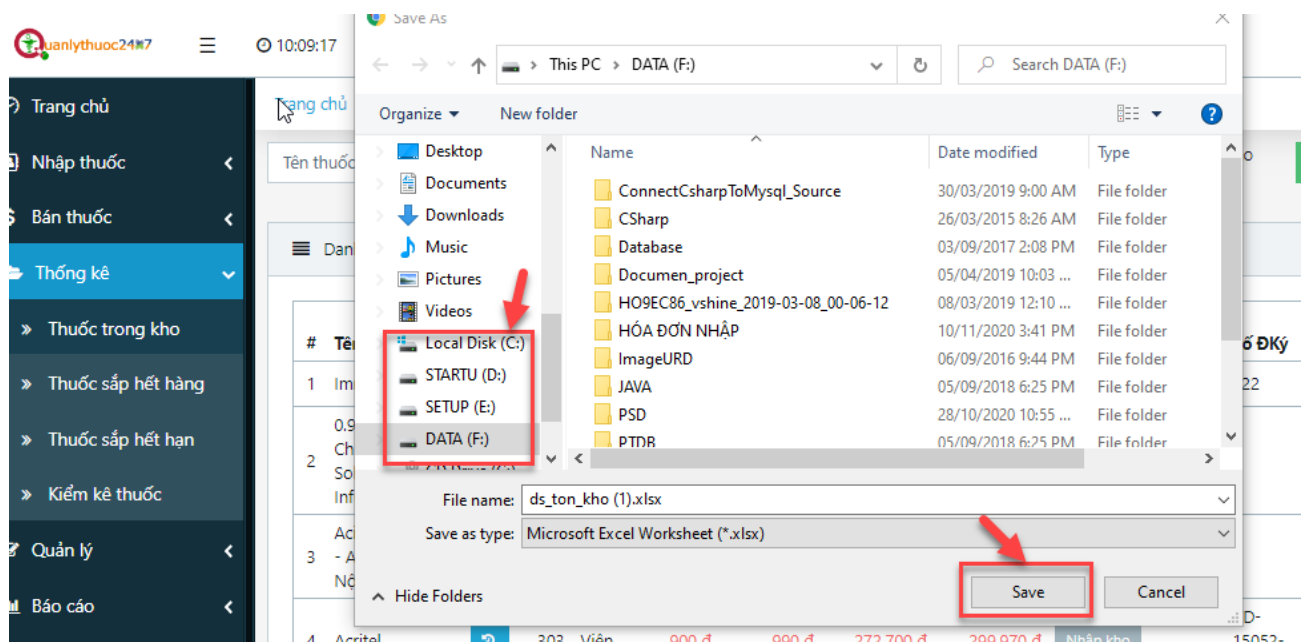 Save As
Quanlythuoc24h7
10:09:17
This PC > DATA (F:)
Search DATA (F:)
Trang chủ
Trang chủ
Organize
New folder
Nhập thuốc
Tên thuốc
Desktop
Name
Date modified
Type
Documents
ConnectCsharpToMysql_Source
30/03/2019 9:00 AM
File folder
Bán thuốc
Downloads
CSharp
26/03/2015 8:26 AM
File folder
Music
Database
03/09/2017 2:08 PM
File folder
Thống kê
Pictures
Documen_project
05/04/2019 10:03 ...
File folder
Videos
HO9EC86_vshine_2019-03-08_00-06-12
08/03/2019 12:10 ...
File folder
Thuốc trong kho
Local Disk (C:)
HÓA ĐƠN NHẬP
10/11/2020 3:41 PM
File folder
#
ố ĐKý
ImageURD
06/09/2016 9:44 PM
File folder
Thuốc sắp hết hàng
1
STARTU (D:)
JAVA
05/09/2018 6:25 PM
File folder
22
SETUP (E:)
PSD
28/10/2020 10:55 ...
File folder
Thuốc sắp hết hạn
DATA (F:)
PTDB
05/09/2018 6:25 PM
File folder
2
Kiểm kê thuốc
File name: ds_ton_kho (1).xlsx
Save as type: Microsoft Excel Worksheet (*.xlsx)
Quản lý
3
Hide Folders
Save
Cancel
Báo cáo
4 Acritel 303 Viên 900 đ 990 đ 272,700 đ 299,970 đ Nhập kho
D-
15052-